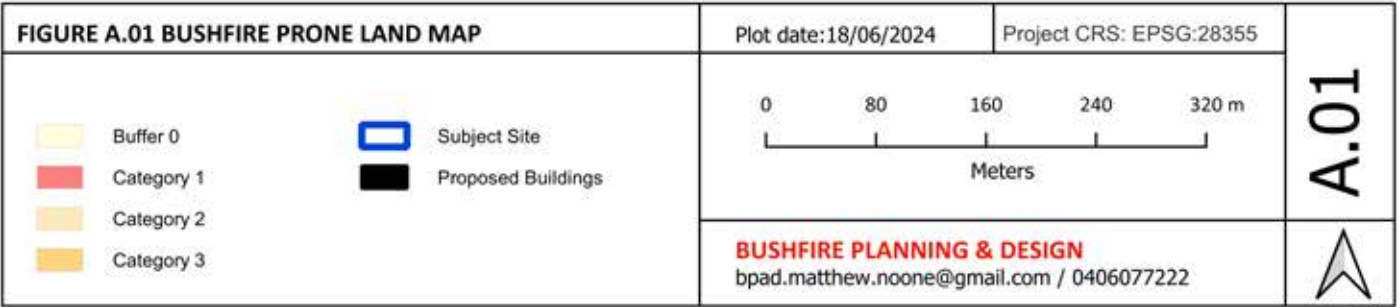 FIGURE A.01 BUSHFIRE PRONE LAND MAP
Plot date:18/06/2024
Project CRS: EPSG:28355
A.01
Buffer 0
Category 1
Category 2
Category 3
Subject Site
Proposed Buildings
0 80 160 240 320 m
Meters
BUSHFIRE PLANNING & DESIGN
bpad.matthew.noone@gmail.com / 0406077222